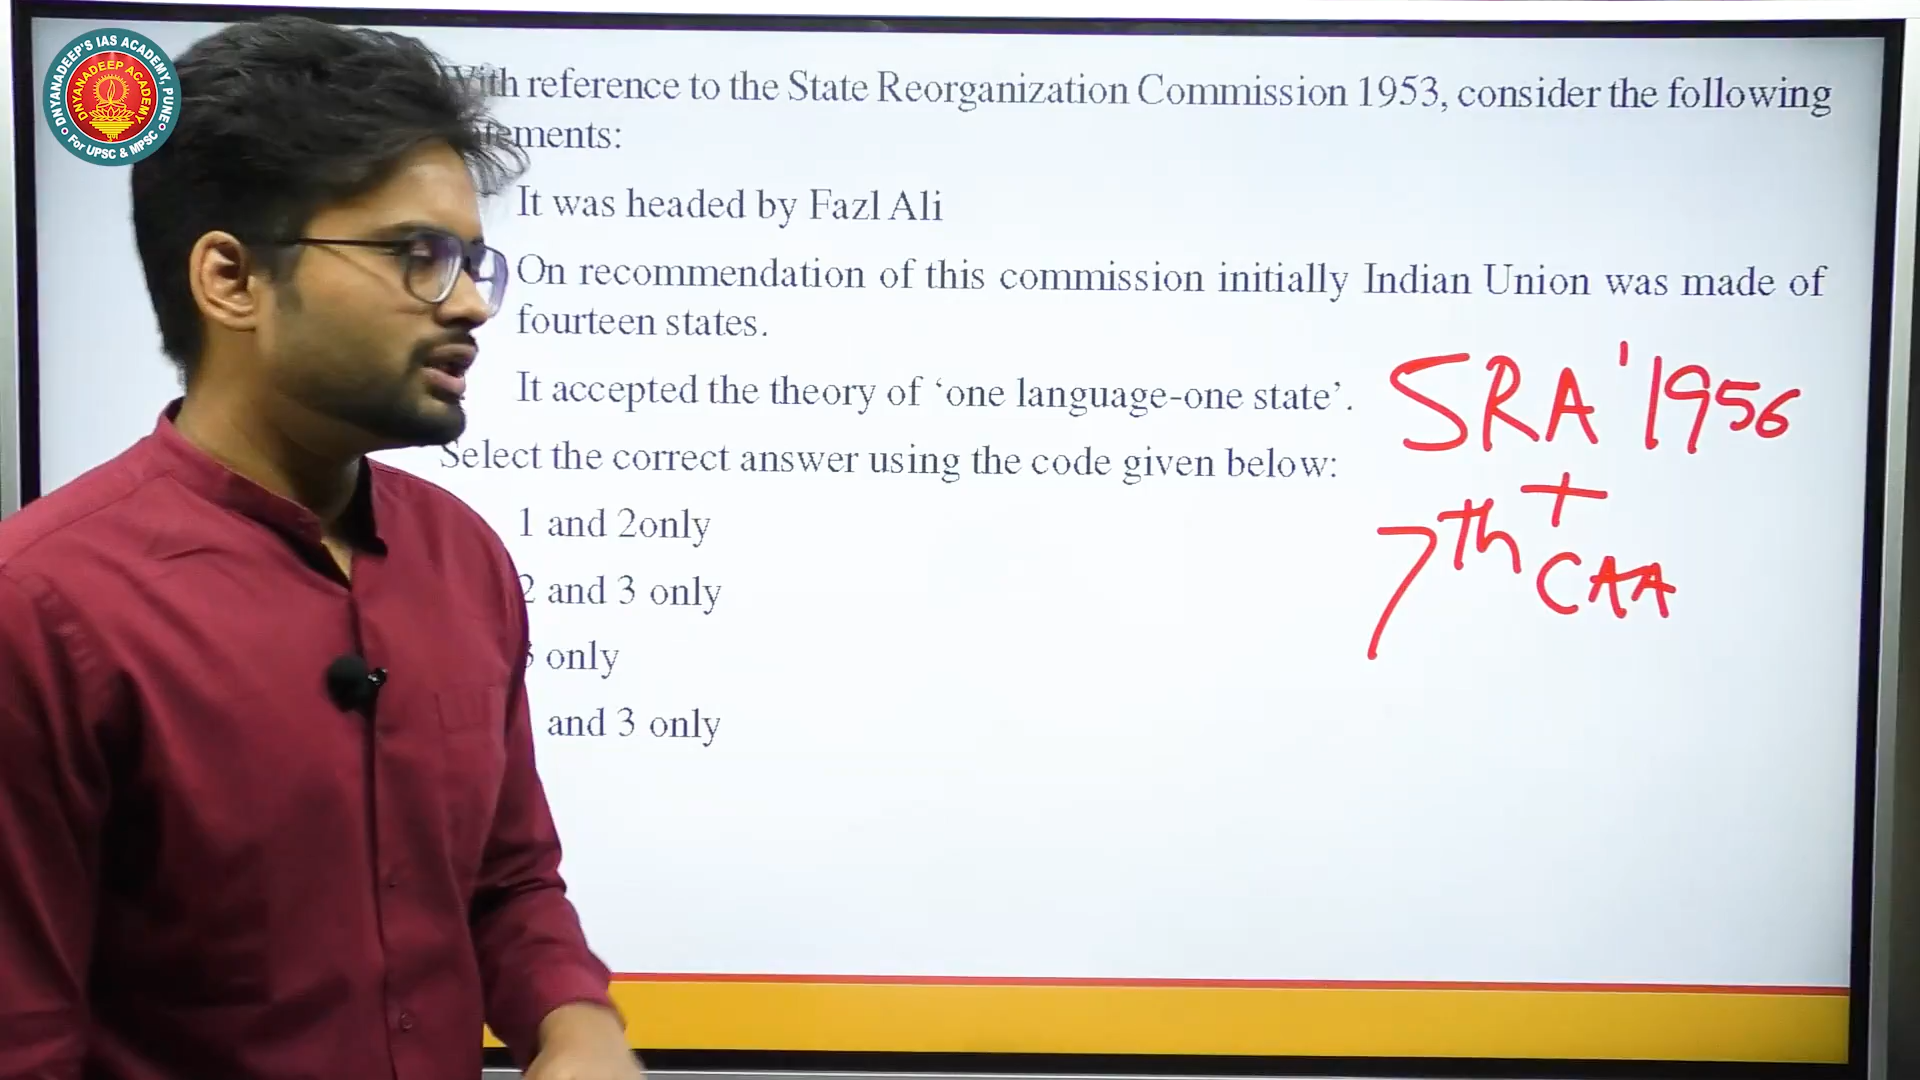 DNYANADEEP'S IAS ACADEMY, PUNE
DNYANADEEP ACADEMY
पुणे
For UPSC & MPSC
With reference to the State Reorganization Commission 1953, consider the following
tements:
It was headed by Fazl Ali
On recommendation of this commission initially Indian Union was made of
fourteen states.
It accepted the theory of ‘one language-one state’.
SRA '1956
Select the correct answer using the code given below:
+
7th CAA
1 and 2only
2 and 3 only
only
and 3 only